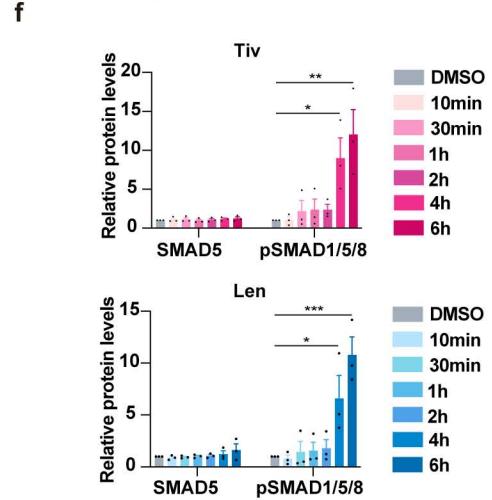 f
Tiv
Relative protein levels
20
15
10
5
0
**
*
SMAD5
pSMAD1/5/8
DMSO
10min
30min
1h
2h
4h
6h
Len
Relative protein levels
15
10
5
0
***
*
SMAD5
pSMAD1/5/8
DMSO
10min
30min
1h
2h
4h
6h